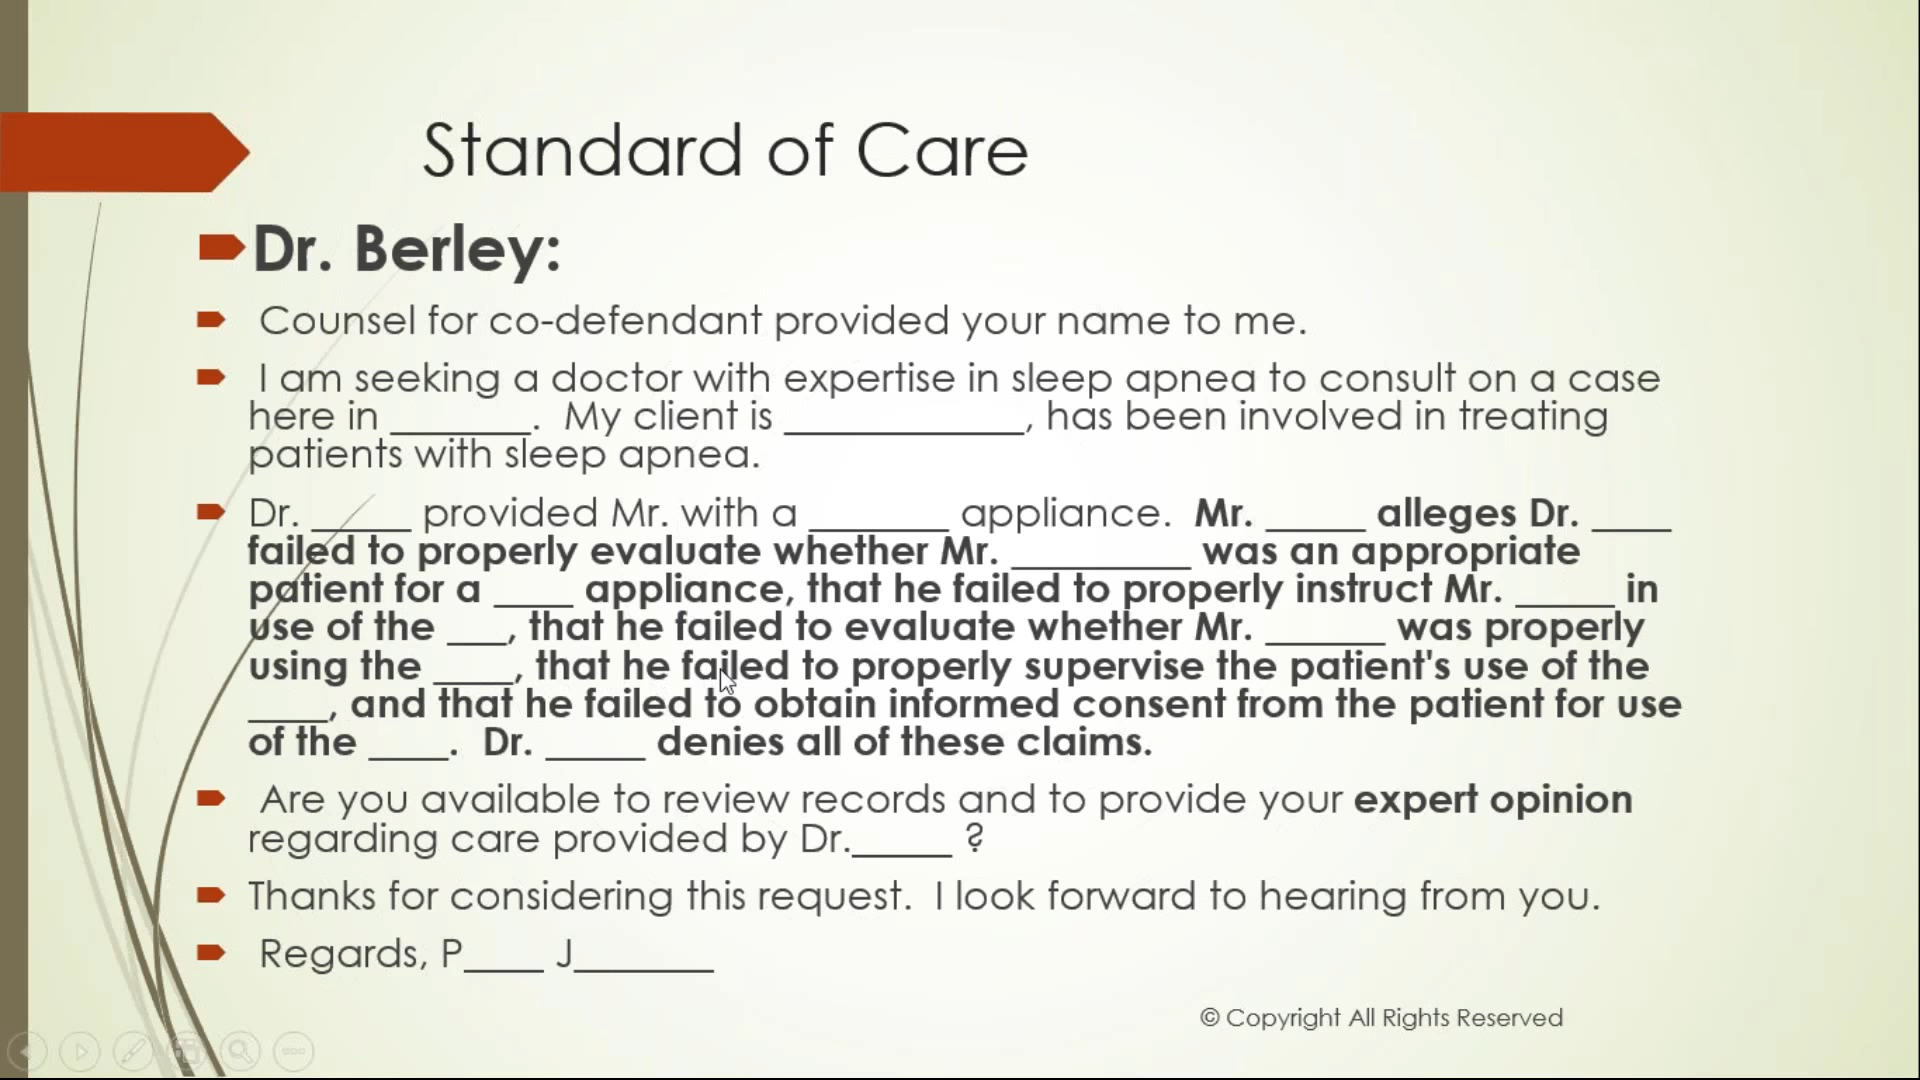 Standard of Care
Dr. Berley:
Counsel for co-defendant provided your name to me.
I am seeking a doctor with expertise in sleep apnea to consult on a case
here in _______. My client is ____________, has been involved in treating
patients with sleep apnea.
Dr. _____ provided Mr. with a _______ appliance. Mr. _____ alleges Dr. ____
failed to properly evaluate whether Mr. _________ was an appropriate
patient for a ____ appliance, that he failed to properly instruct Mr. _____ in
use of the ___, that he failed to evaluate whether Mr. ______ was properly
using the ____, that he failed to properly supervise the patient's use of the
____, and that he failed to obtain informed consent from the patient for use
of the ____. Dr. _____ denies all of these claims.
Are you available to review records and to provide your expert opinion
regarding care provided by Dr._____ ?
Thanks for considering this request. I look forward to hearing from you.
Regards, P____ J_______
© Copyright All Rights Reserved